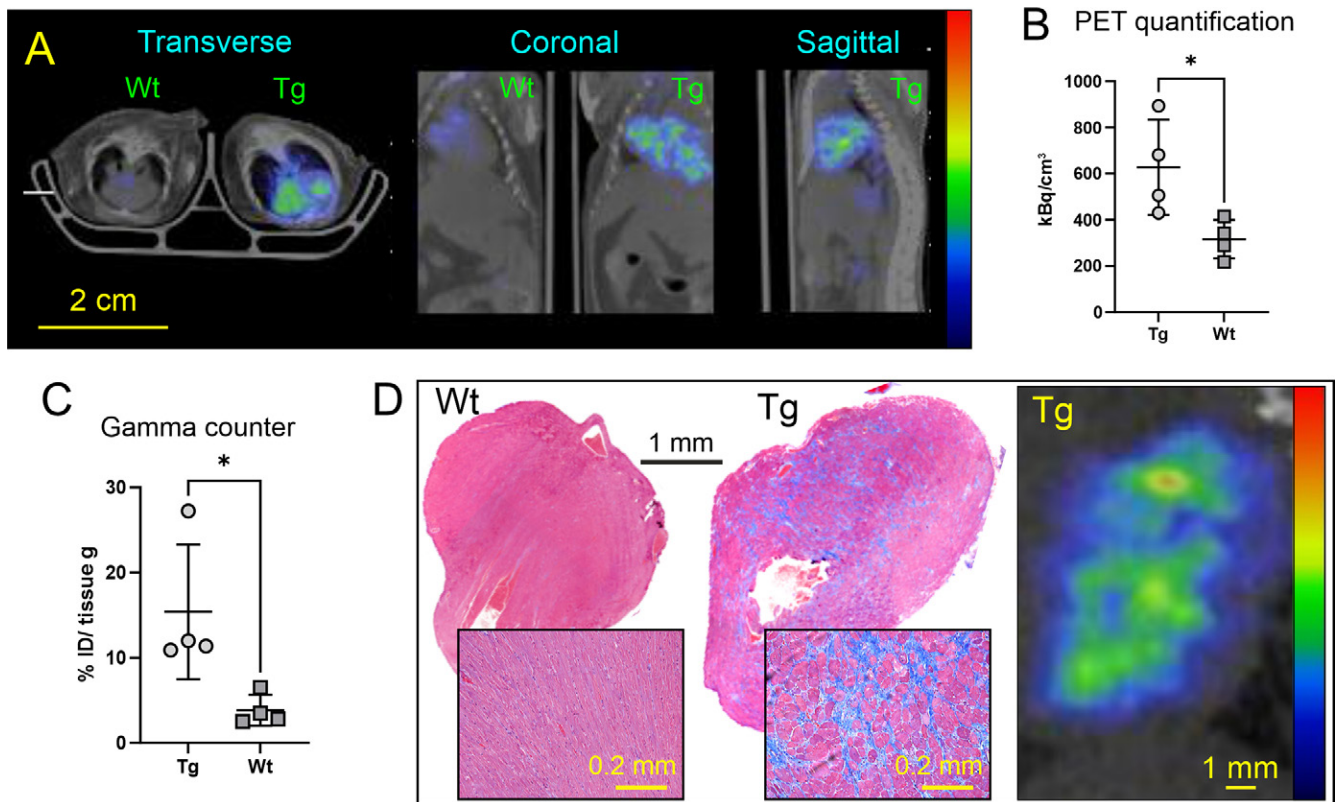 A
Transverse
Coronal
Sagittal
Wt
Tg
Wt
Tg
Tg
2 cm
B
PET quantification
*
1000
800
600
400
200
0
kBq/cm³
Tg
Wt
C
Gamma counter
*
30
20
10
0
% ID/ tissue g
Tg
Wt
D
Wt
Tg
1 mm
0.2 mm
0.2 mm
Tg
1 mm